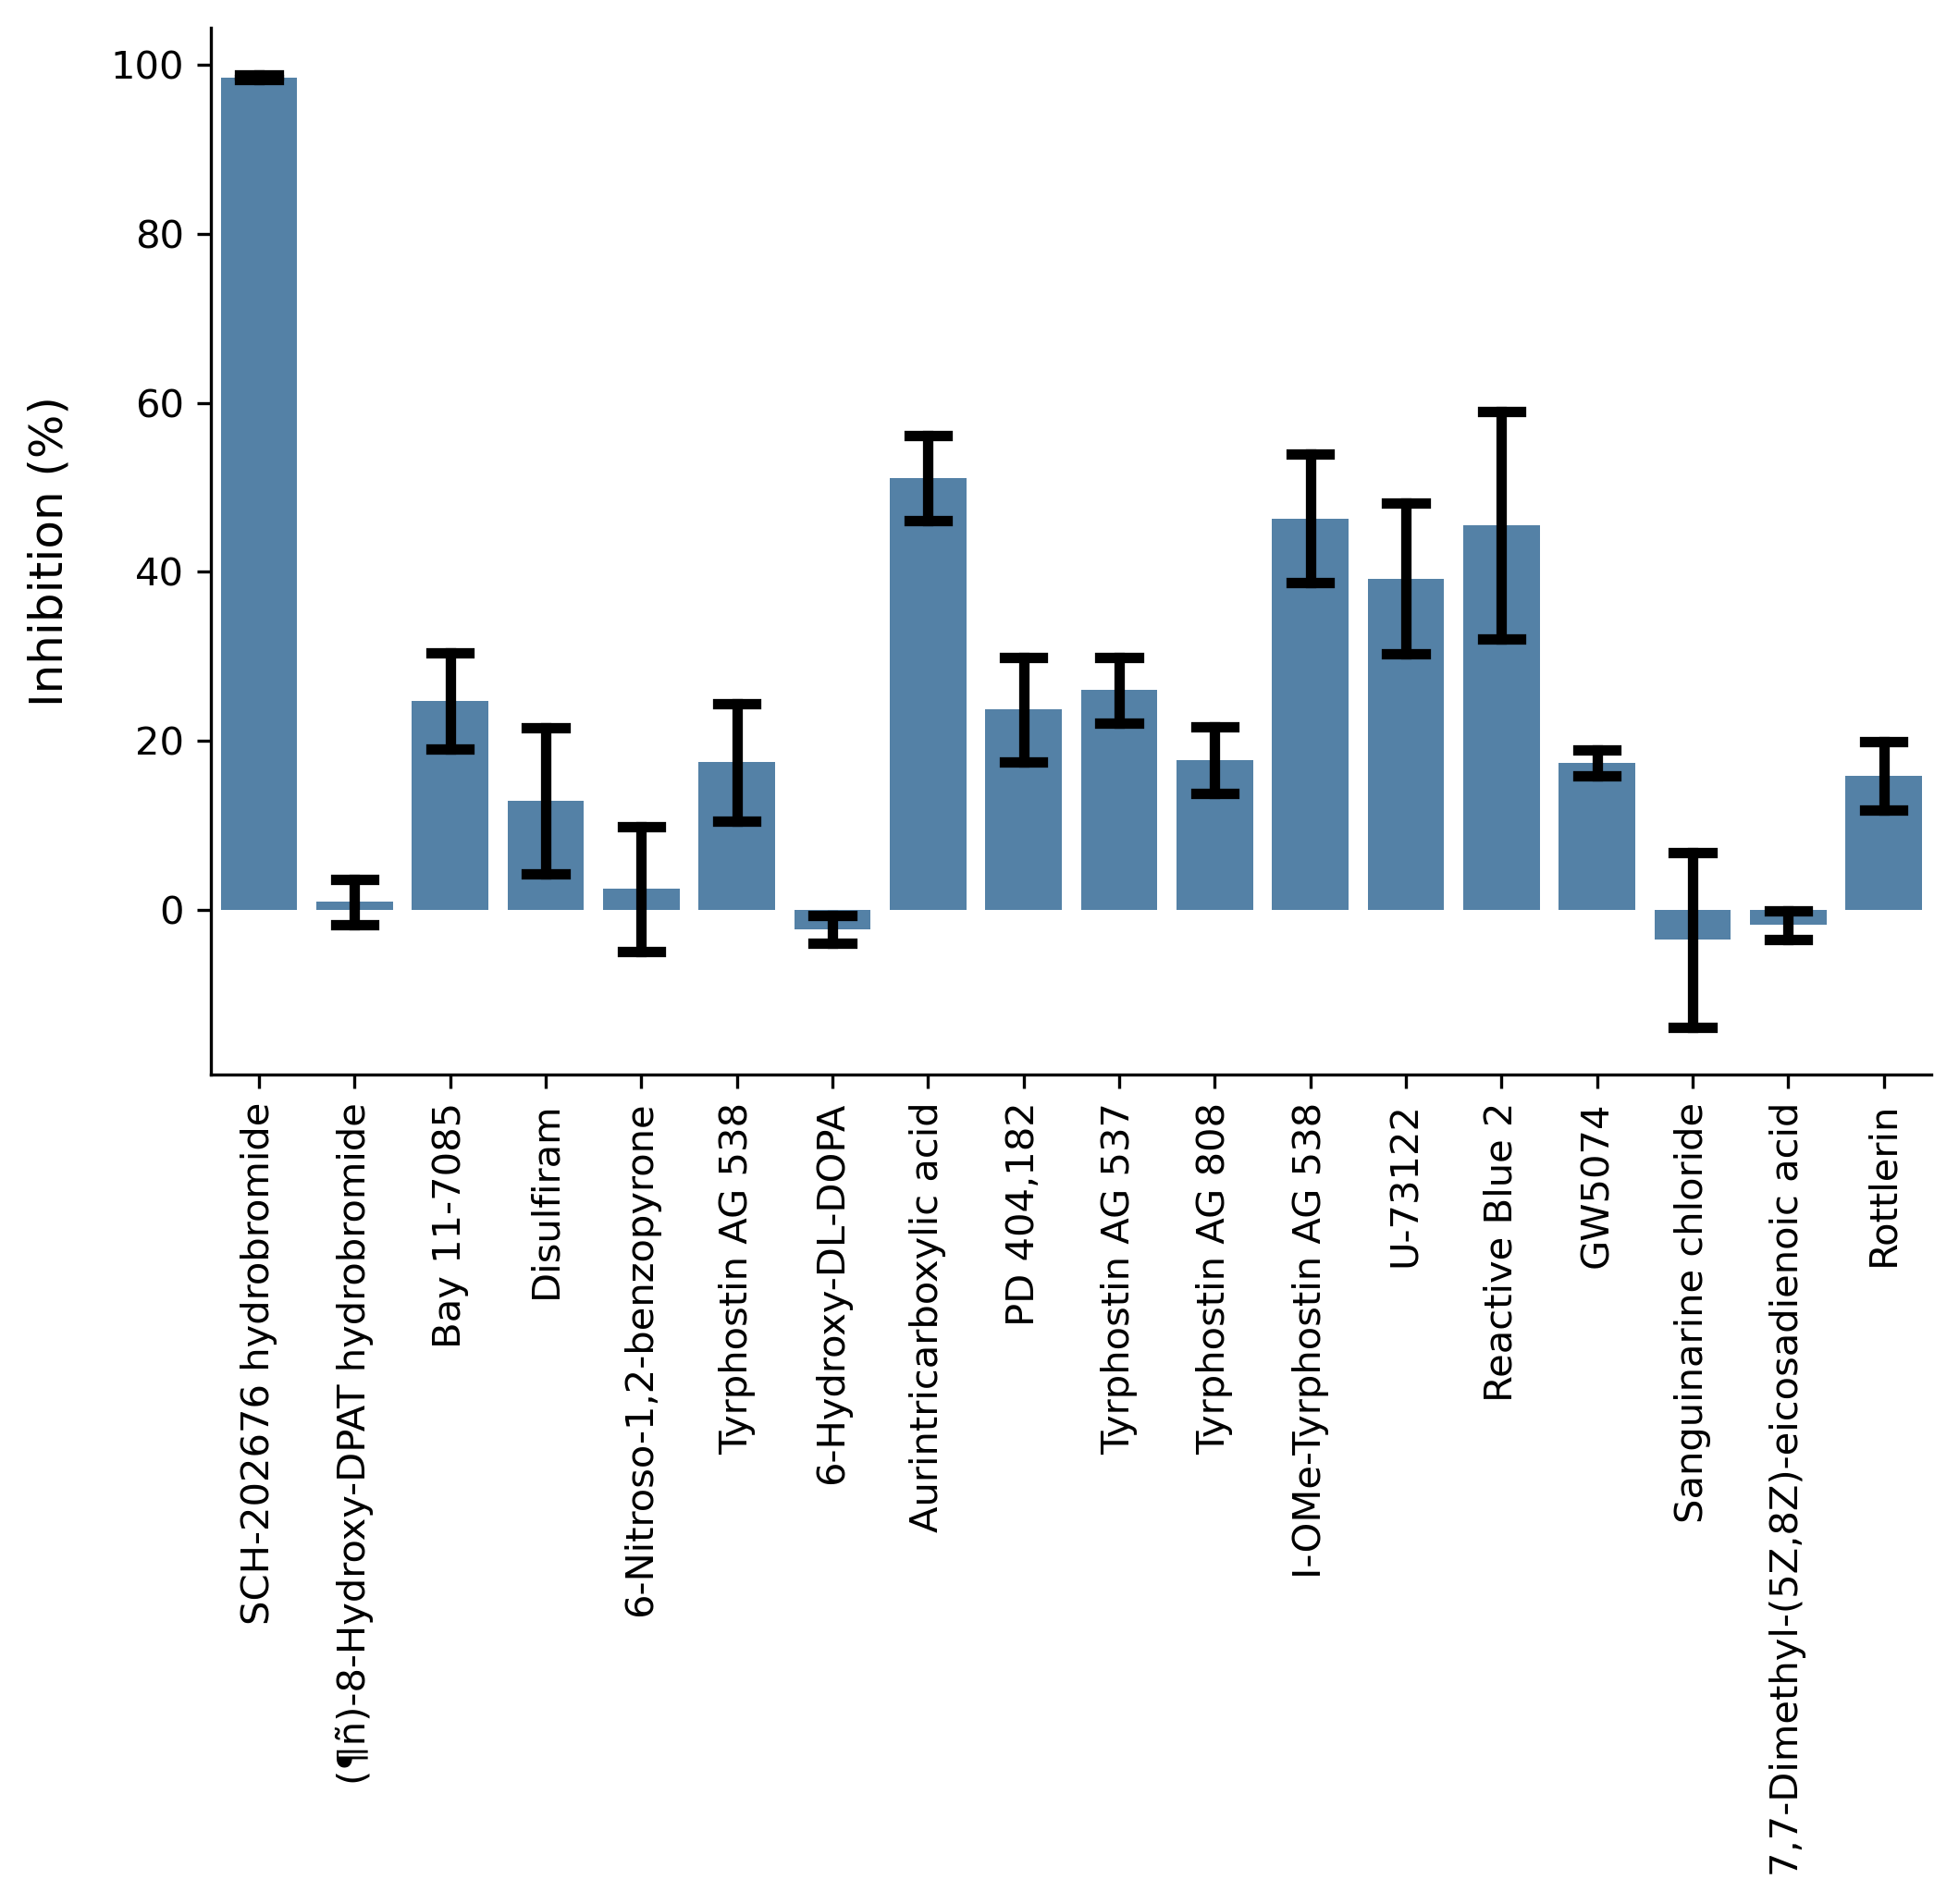 Inhibition (%)
100
80
60
40
20
0
SCH-202676 hydrobromide
(¶ñ)-8-Hydroxy-DPAT hydrobromide
Bay 11-7085
Disulfiram
6-Nitroso-1,2-benzopyrone
Tyrphostin AG 538
6-Hydroxy-DL-DOPA
Aurintricarboxylic acid
PD 404,182
Tyrphostin AG 537
Tyrphostin AG 808
I-OMe-Tyrphostin AG 538
U-73122
Reactive Blue 2
GW5074
Sanguinarine chloride
7,7-Dimethyl-(5Z,8Z)-eicosadienoic acid
Rottlerin